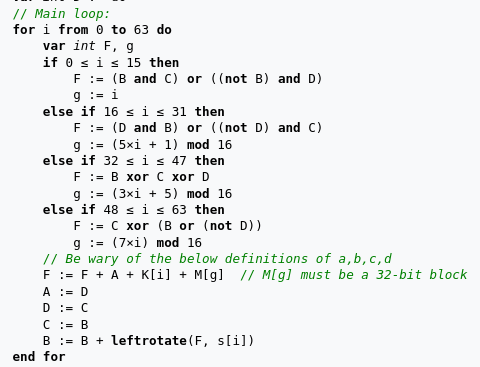 // Main loop:
for i from 0 to 63 do
    var int F, g
    if 0 ≤ i ≤ 15 then
        F := (B and C) or ((not B) and D)
        g := i
    else if 16 ≤ i ≤ 31 then
        F := (D and B) or ((not D) and C)
        g := (5×i + 1) mod 16
    else if 32 ≤ i ≤ 47 then
        F := B xor C xor D
        g := (3×i + 5) mod 16
    else if 48 ≤ i ≤ 63 then
        F := C xor (B or (not D))
        g := (7×i) mod 16
    // Be wary of the below definitions of a,b,c,d
    F := F + A + K[i] + M[g]  // M[g] must be a 32-bit block
    A := D
    D := C
    C := B
    B := B + leftrotate(F, s[i])
end for